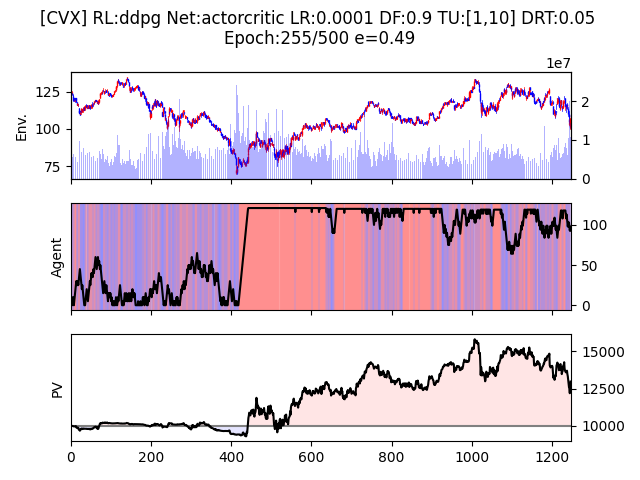 [CVX] RL:ddpg Net:actorcritic LR:0.0001 DF:0.9 TU:[1,10] DRT:0.05
Epoch:255/500 e=0.49
1e7
Env.
125
100
75
2
1
0
Agent
100
50
0
PV
15000
12500
10000
0 200 400 600 800 1000 1200